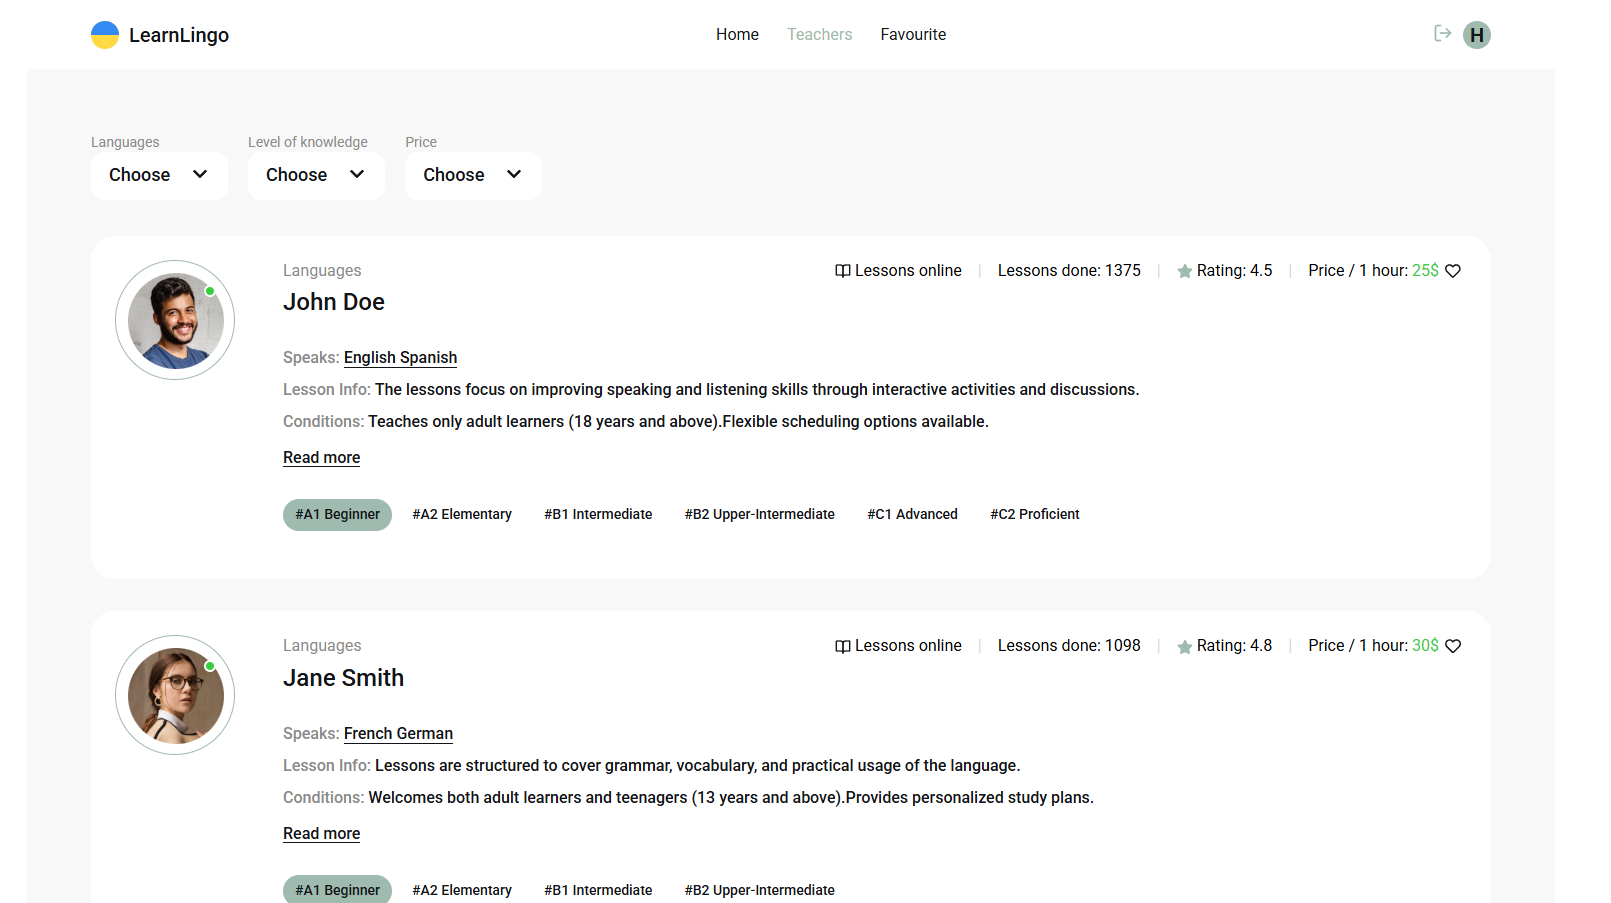 LearnLingo Home Teachers Favourite H
Languages Level of knowledge Price
Choose Choose Choose
Languages Lessons online | Lessons done: 1375 | Rating: 4.5 | Price / 1 hour: 25$
John Doe
Speaks: English Spanish
Lesson Info: The lessons focus on improving speaking and listening skills through interactive activities and discussions.
Conditions: Teaches only adult learners (18 years and above).Flexible scheduling options available.
Read more
#A1 Beginner #A2 Elementary #B1 Intermediate #B2 Upper-Intermediate #C1 Advanced #C2 Proficient
Languages Lessons online | Lessons done: 1098 | Rating: 4.8 | Price / 1 hour: 30$
Jane Smith
Speaks: French German
Lesson Info: Lessons are structured to cover grammar, vocabulary, and practical usage of the language.
Conditions: Welcomes both adult learners and teenagers (13 years and above).Provides personalized study plans.
Read more
#A1 Beginner #A2 Elementary #B1 Intermediate #B2 Upper-Intermediate